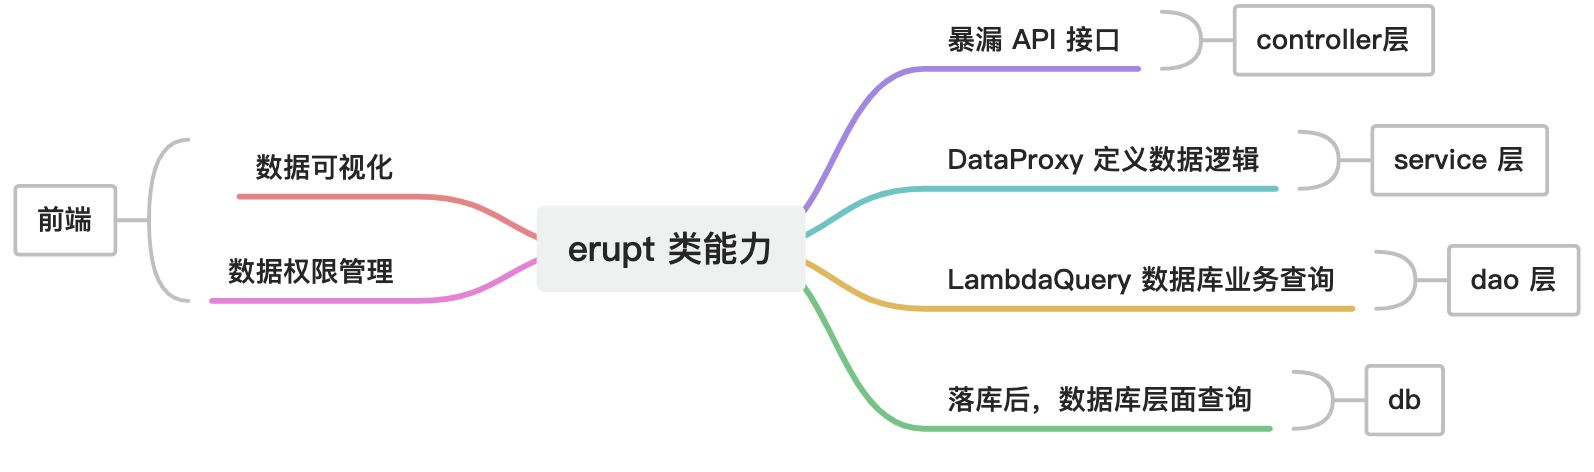 暴漏 API 接口
controller层
数据可视化
DataProxy 定义数据逻辑
service 层
前端
erupt 类能力
数据权限管理
LambdaQuery 数据库业务查询
dao 层
落库后，数据库层面查询
db